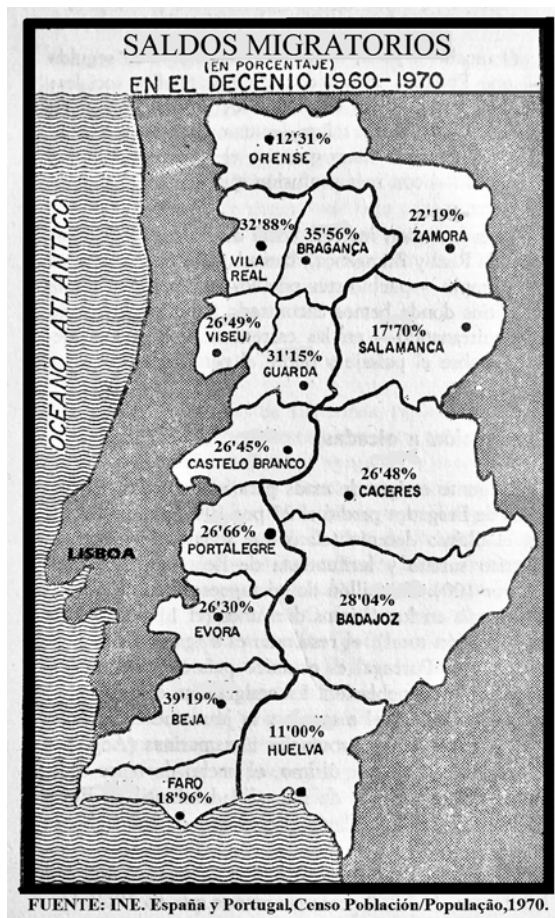 SALDOS MIGRATORIOS
(EN PORCENTAJE)
EN EL DECENIO 1960-1970
12'31%
ORENSE
22'19%
ZAMORA
32'88%
VILA
REAL
35'56%
BRAGANÇA
OCEANO ATLÁNTICO
26'49%
VISEU
17'70%
SALAMANCA
31'15%
GUARDA
26'45%
CASTELO BRANCO
26'48%
CACERES
26'66%
PORTALEGRE
LISBOA
28'04%
BADAJOZ
26'30%
EVORA
39'19%
BEJA
11'00%
HUELVA
FARO
18'96%
FUENTE: INE. España y Portugal,Censo Población/População,1970.